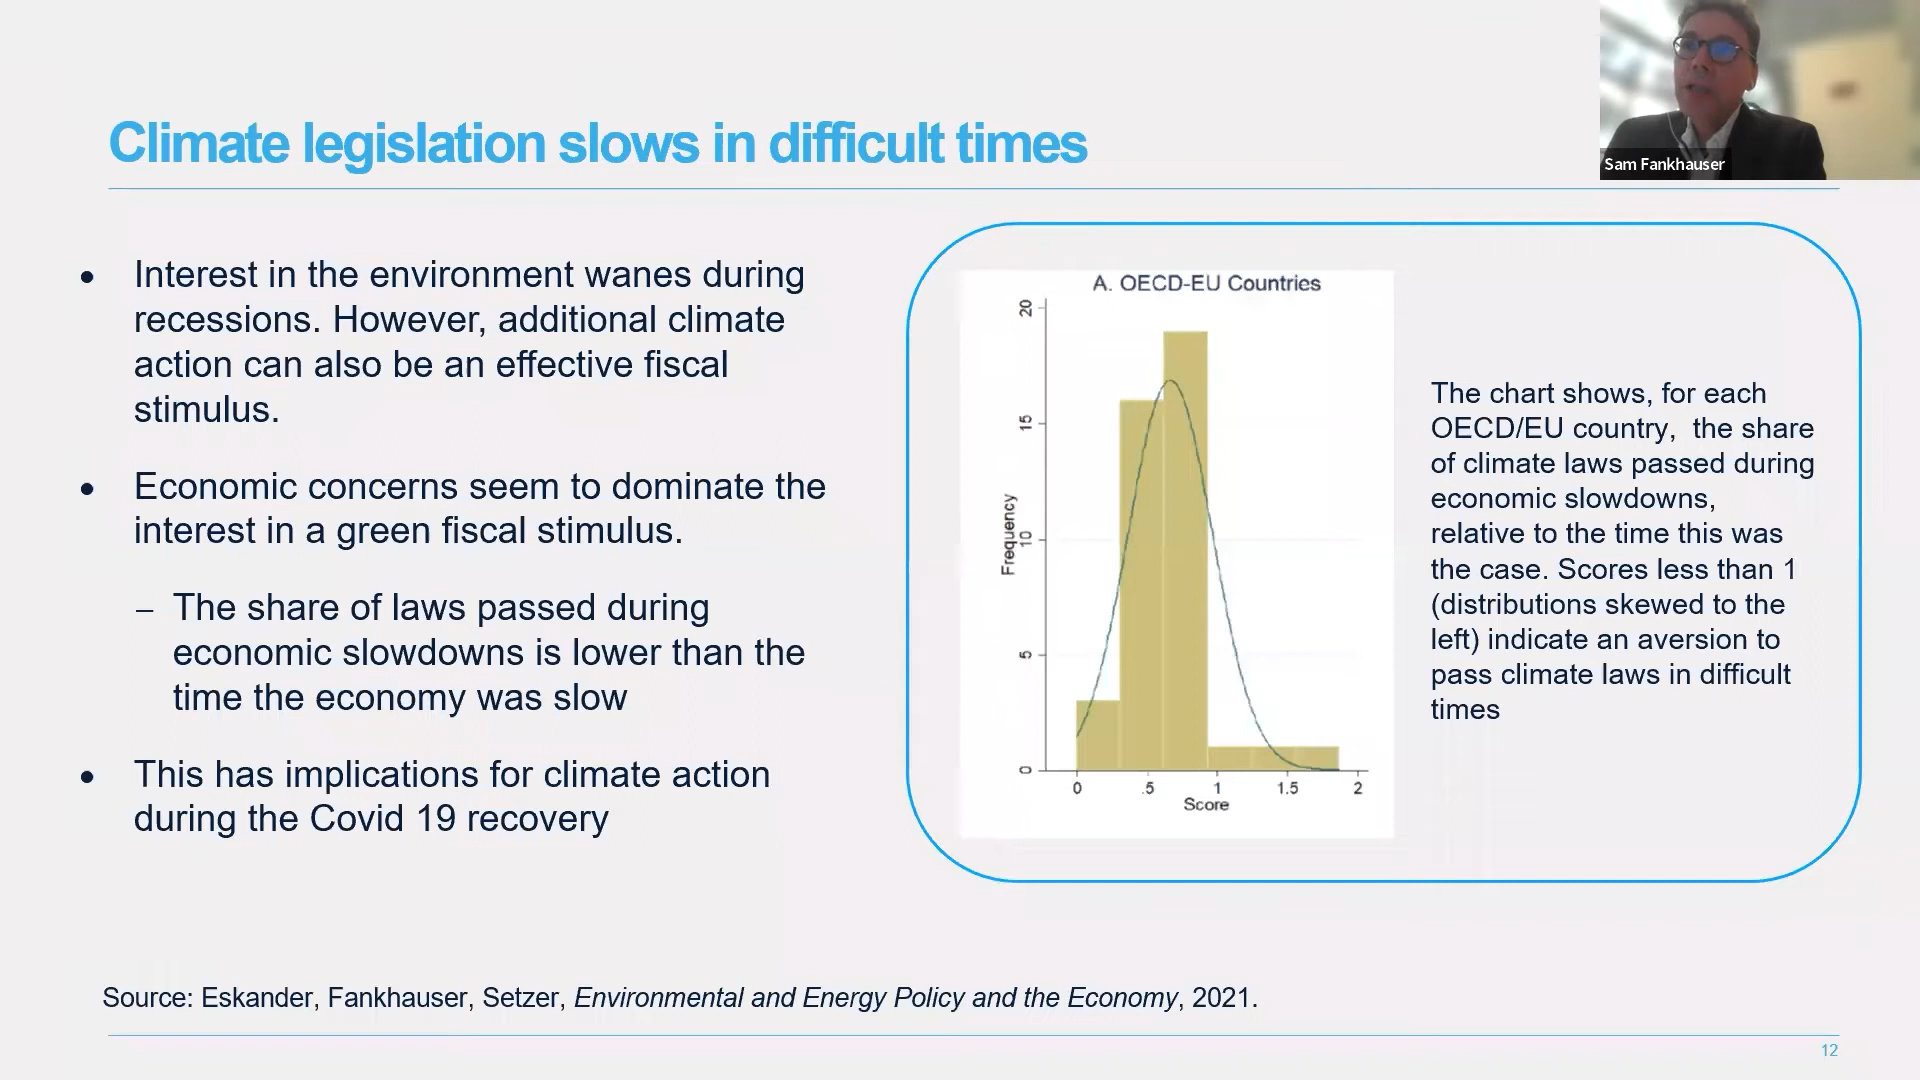 Sam Fankhauser
Climate legislation slows in difficult times
• Interest in the environment wanes during
recessions. However, additional climate
action can also be an effective fiscal
stimulus.
• Economic concerns seem to dominate the
interest in a green fiscal stimulus.
– The share of laws passed during
economic slowdowns is lower than the
time the economy was slow
• This has implications for climate action
during the Covid 19 recovery
A. OECD-EU Countries
Frequency
20
15
10
5
0
0 .5 1 1.5 2
Score
The chart shows, for each
OECD/EU country,  the share
of climate laws passed during
economic slowdowns,
relative to the time this was
the case. Scores less than 1
(distributions skewed to the
left) indicate an aversion to
pass climate laws in difficult
times
Source: Eskander, Fankhauser, Setzer, Environmental and Energy Policy and the Economy, 2021.
12